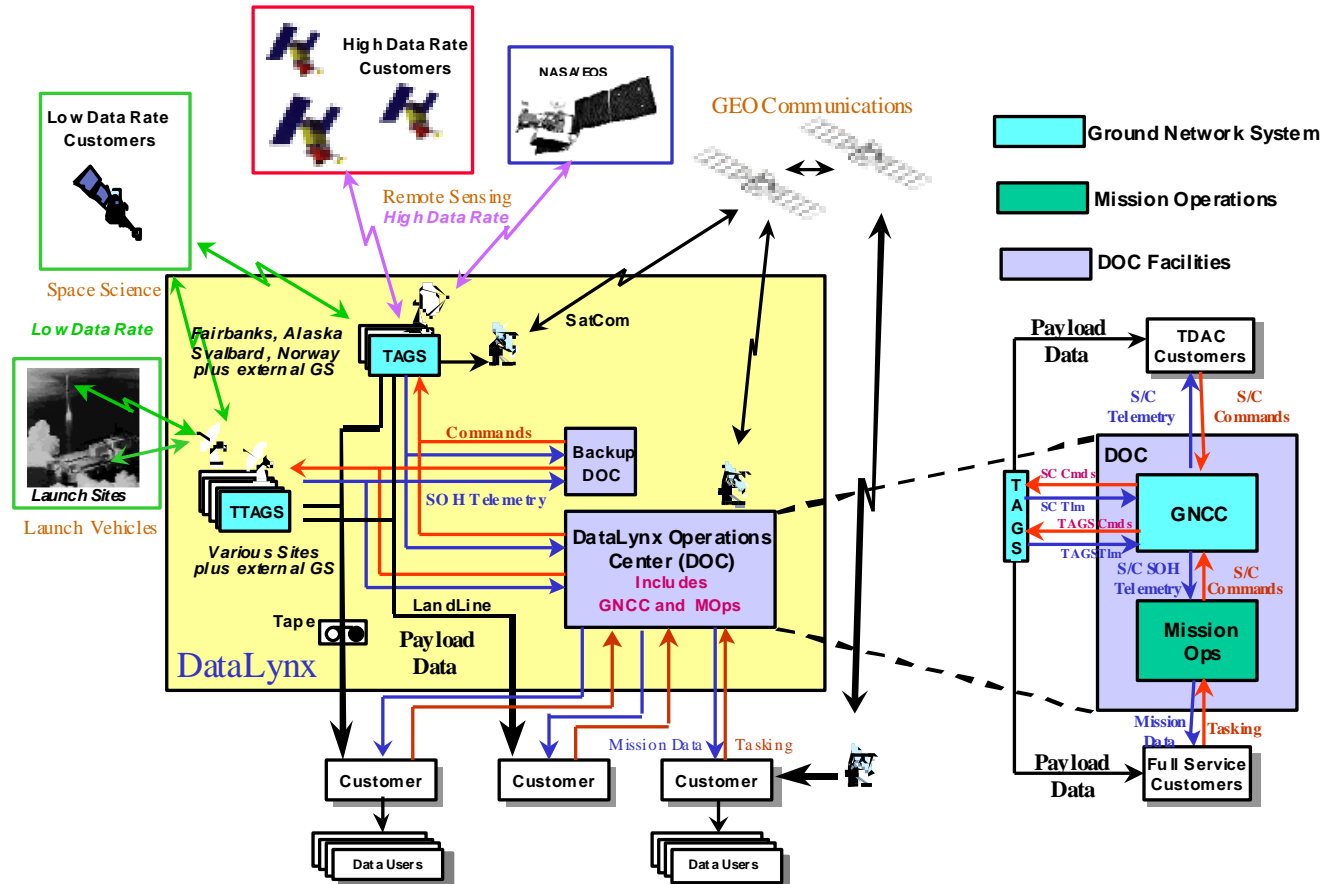 High Data Rate
Customers
NASA/EOS
GEO Communications
Low Data Rate
Customers
Ground Network System
Mission Operations
DOC Facilities
Remote Sensing
High Data Rate
Space Science
Low Data Rate
Fairbanks, Alaska
Svalbard, Norway
plus external GS
TAGS
SatCom
Launch Sites
Launch Vehicles
TTAGS
Various Sites
plus external GS
Commands
Backup
DOC
SOH Telemetry
DataLynx Operations
Center (DOC)
Includes
GNCC and MOps
Tape
LandLine
Payload
Data
DataLynx
Mission Data
Tasking
Customer
Customer
Customer
Data Users
Data Users
Payload
Data
TDAC
Customers
S/C
Telemetry
S/C
Commands
DOC
TAGS
SC Cmds
SC Tlm
TAGS Cmds
TAGSTlm
GNCC
S/C SOH
Telemetry
S/C
Commands
Mission
Ops
Mission
Data
Tasking
Payload
Data
Full Service
Customers